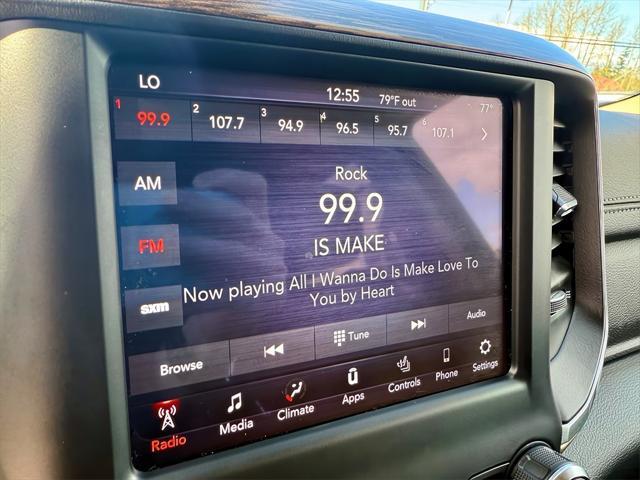 LO 12:55 79°F out 77°
1 99.9 2 107.7 3 94.9 4 96.5 5 95.7 6 107.1
AM
FM
sxm
Rock
99.9
IS MAKE
Now playing All I Wanna Do Is Make Love To
You by Heart
Browse Tune Audio
Radio Media Climate Apps Controls Phone Settings